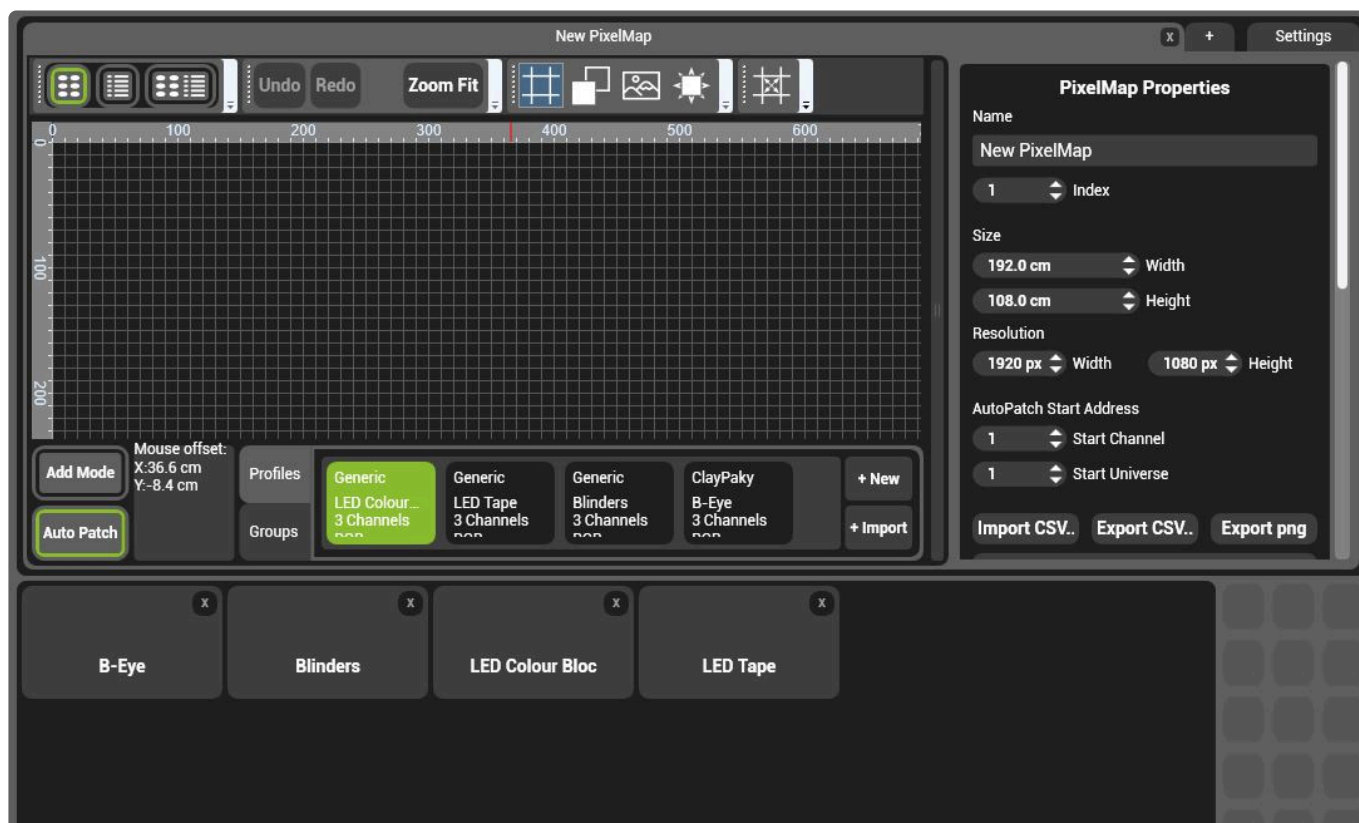 New PixelMap
x
+
Settings
Undo
Redo
Zoom Fit
0 100 200 300 400 500 600
0
100
200
PixelMap Properties
Name
New PixelMap
1 Index
Size
192.0 cm Width
108.0 cm Height
Resolution
1920 px Width 1080 px Height
AutoPatch Start Address
1 Start Channel
1 Start Universe
Import CSV.. Export CSV.. Export png
Add Mode
Auto Patch
Mouse offset:
X:36.6 cm
Y:-8.4 cm
Profiles
Groups
Generic
LED Colour...
3 Channels
Generic
LED Tape
3 Channels
Generic
Blinders
3 Channels
ClayPaky
B-Eye
3 Channels
+ New
+ Import
x
B-Eye
x
Blinders
x
LED Colour Bloc
x
LED Tape